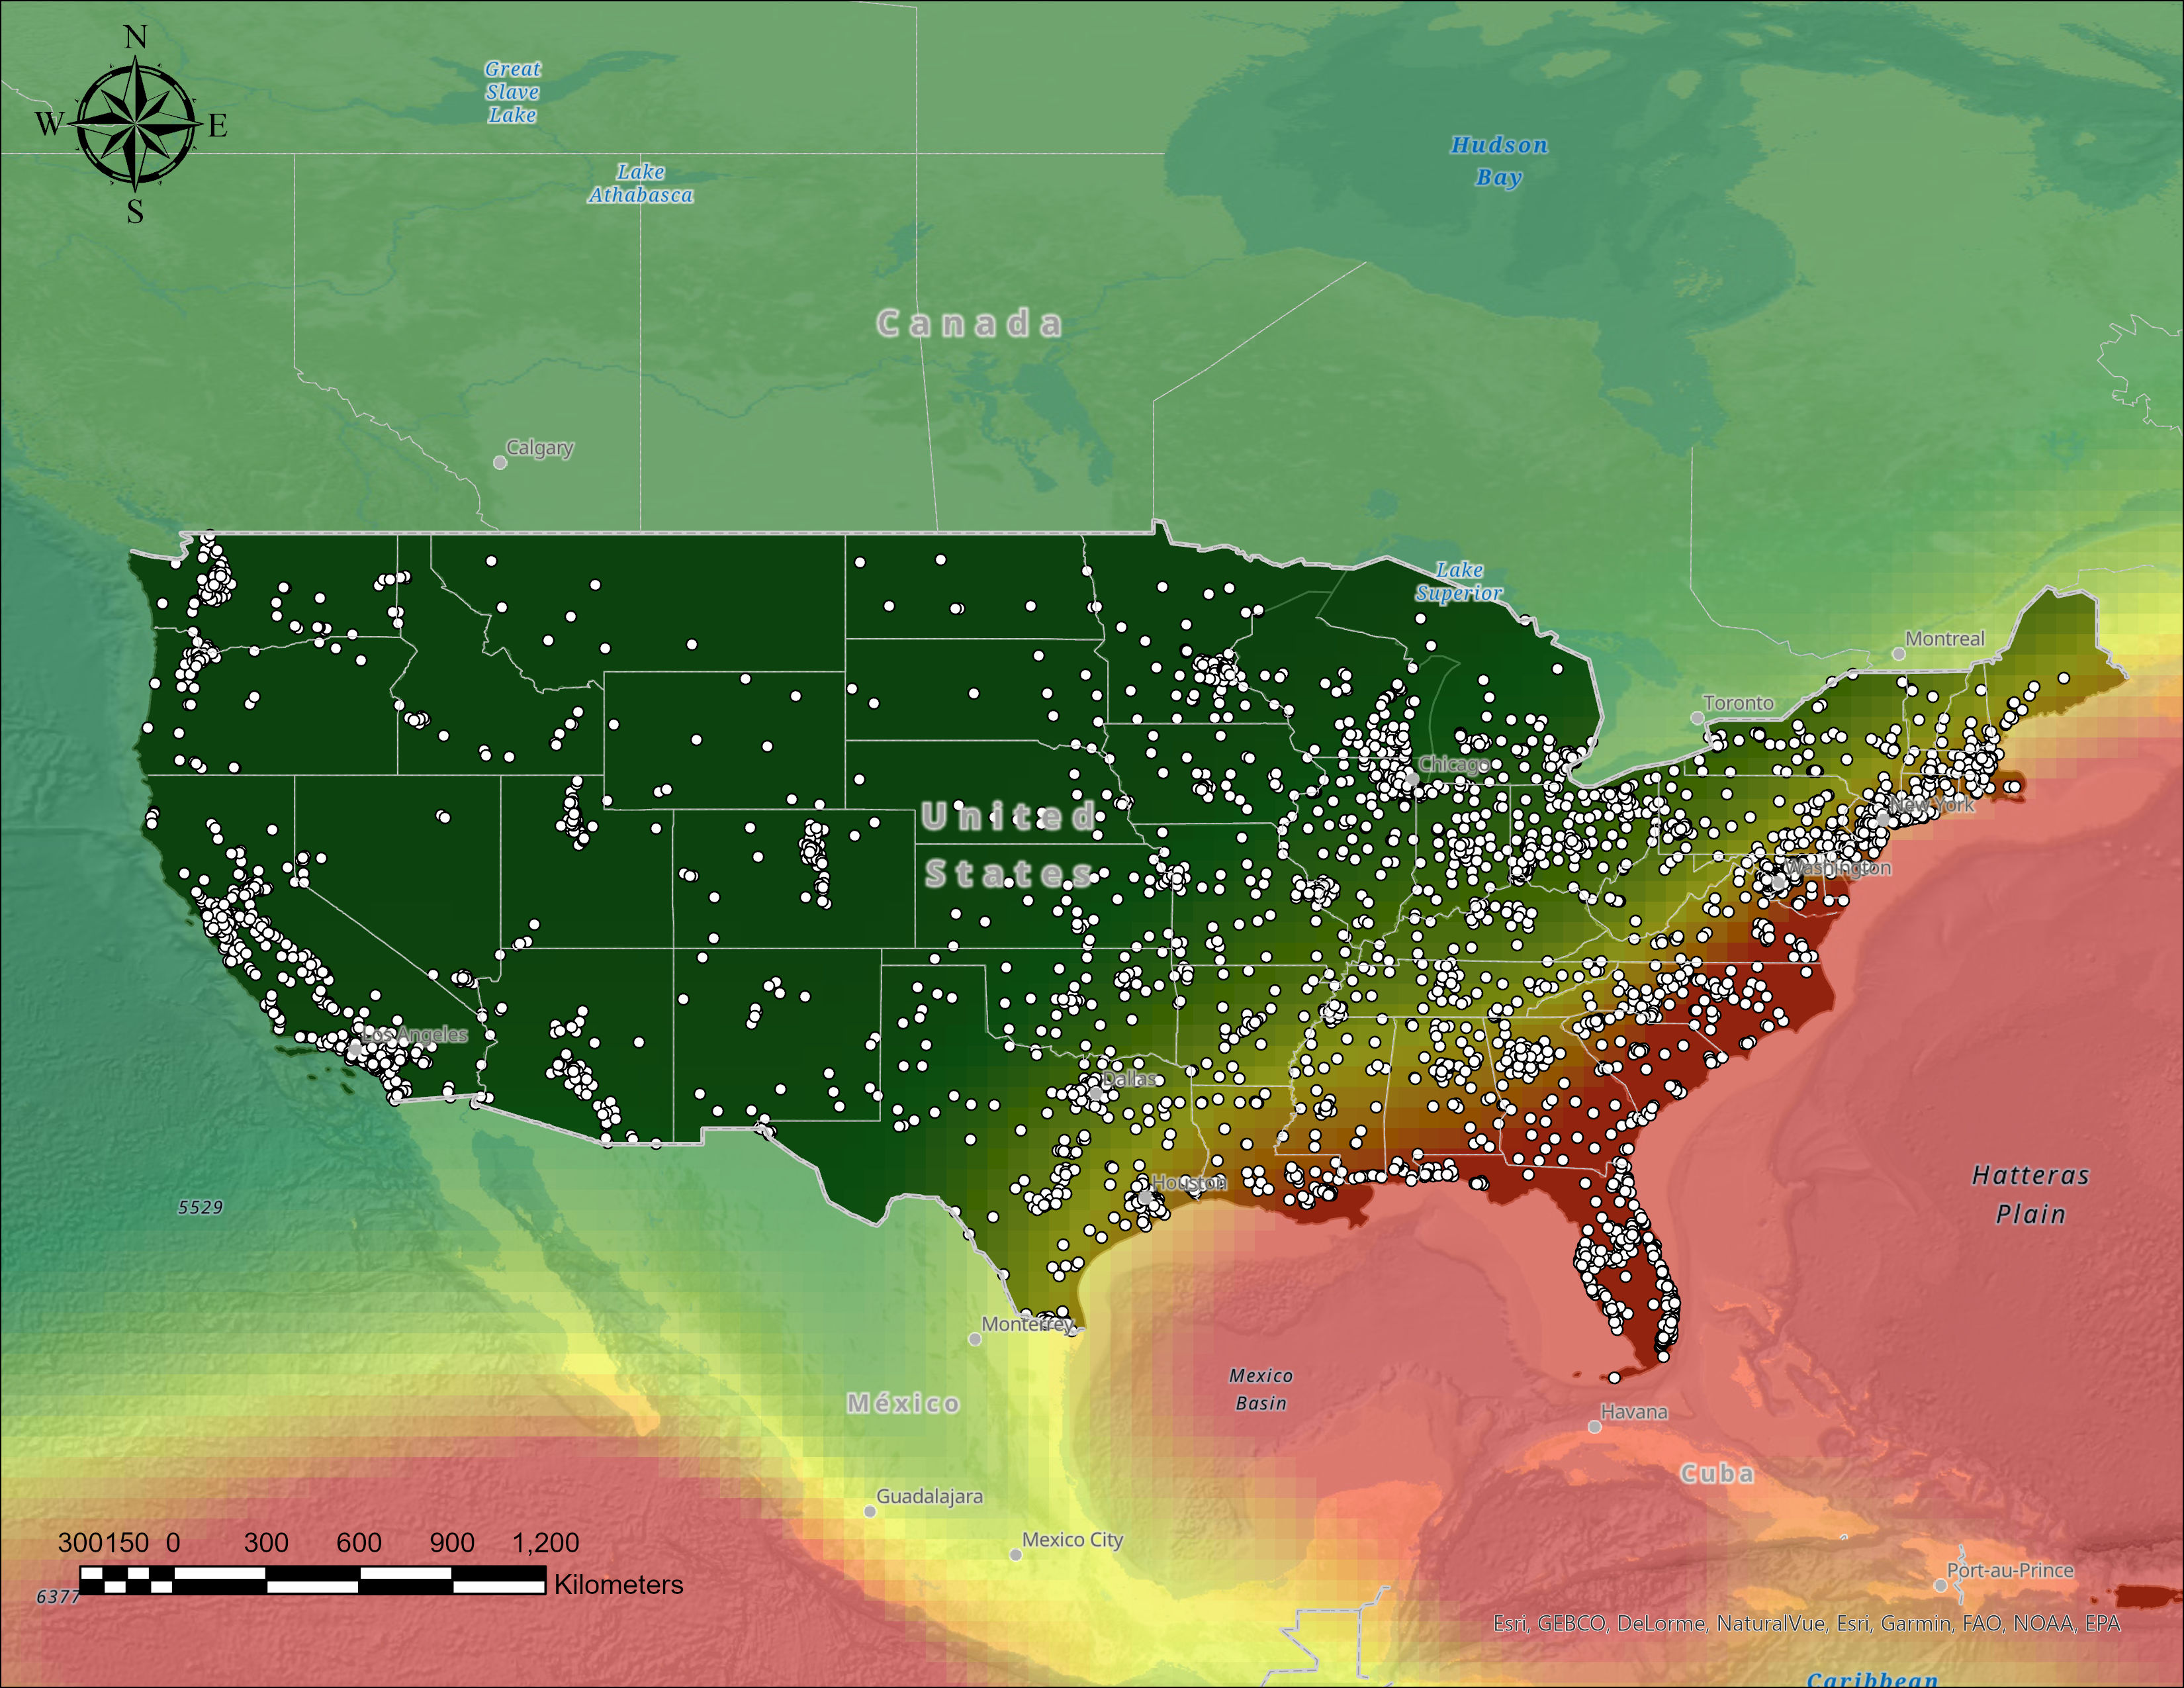 N
W E
S
Great
Slave
Lake
Lake
Athabasca
Hudson
Bay
Canada
Calgary
Lake
Superior
Montreal
Toronto
Chicago
New York
United
States
Washington
Los Angeles
Dallas
Houston
Hatteras
Plain
5529
Monterrey
Mexico
Basin
México
Havana
Cuba
Guadalajara
Mexico City
300 150 0 300 600 900 1,200
Kilometers
6377
Port-au-Prince
Esri, GEBCO, DeLorme, NaturalVue, Esri, Garmin, FAO, NOAA, EPA
Caribbean